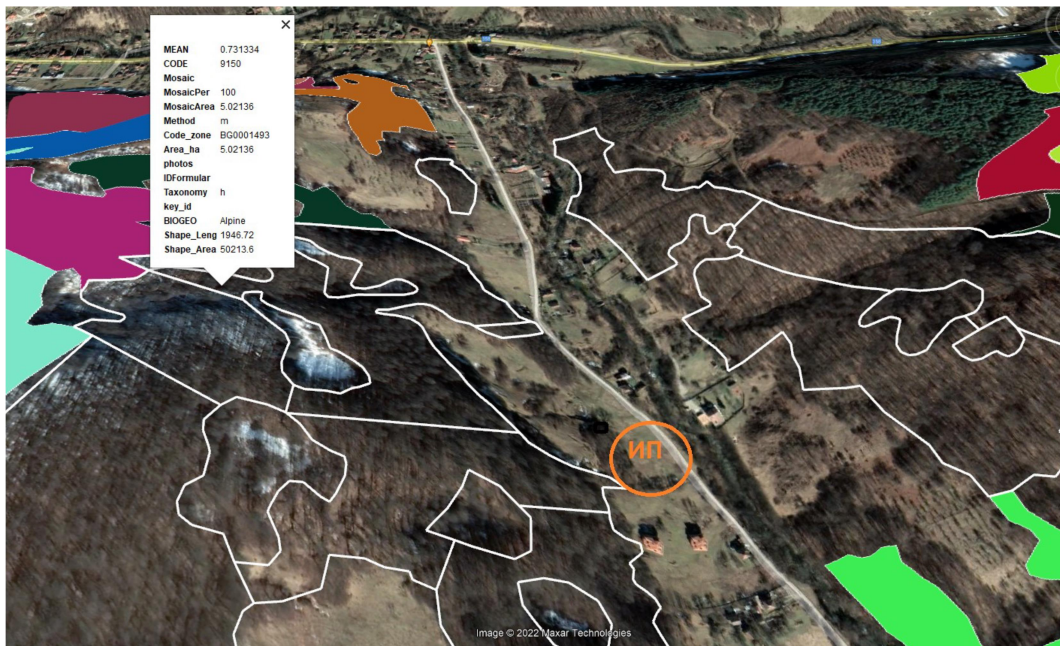 MEAN 0.731334
CODE 9150
Mosaic
MosaicPer 100
MosaicArea 5.02136
Method m
Code_zone BG0001493
Area_ha 5.02136
photos
IDFormular
Taxonomy h
key_id
BIOGEO Alpine
Shape_Leng 1946.72
Shape_Area 50213.6
ИП
Image © 2022 Maxar Technologies